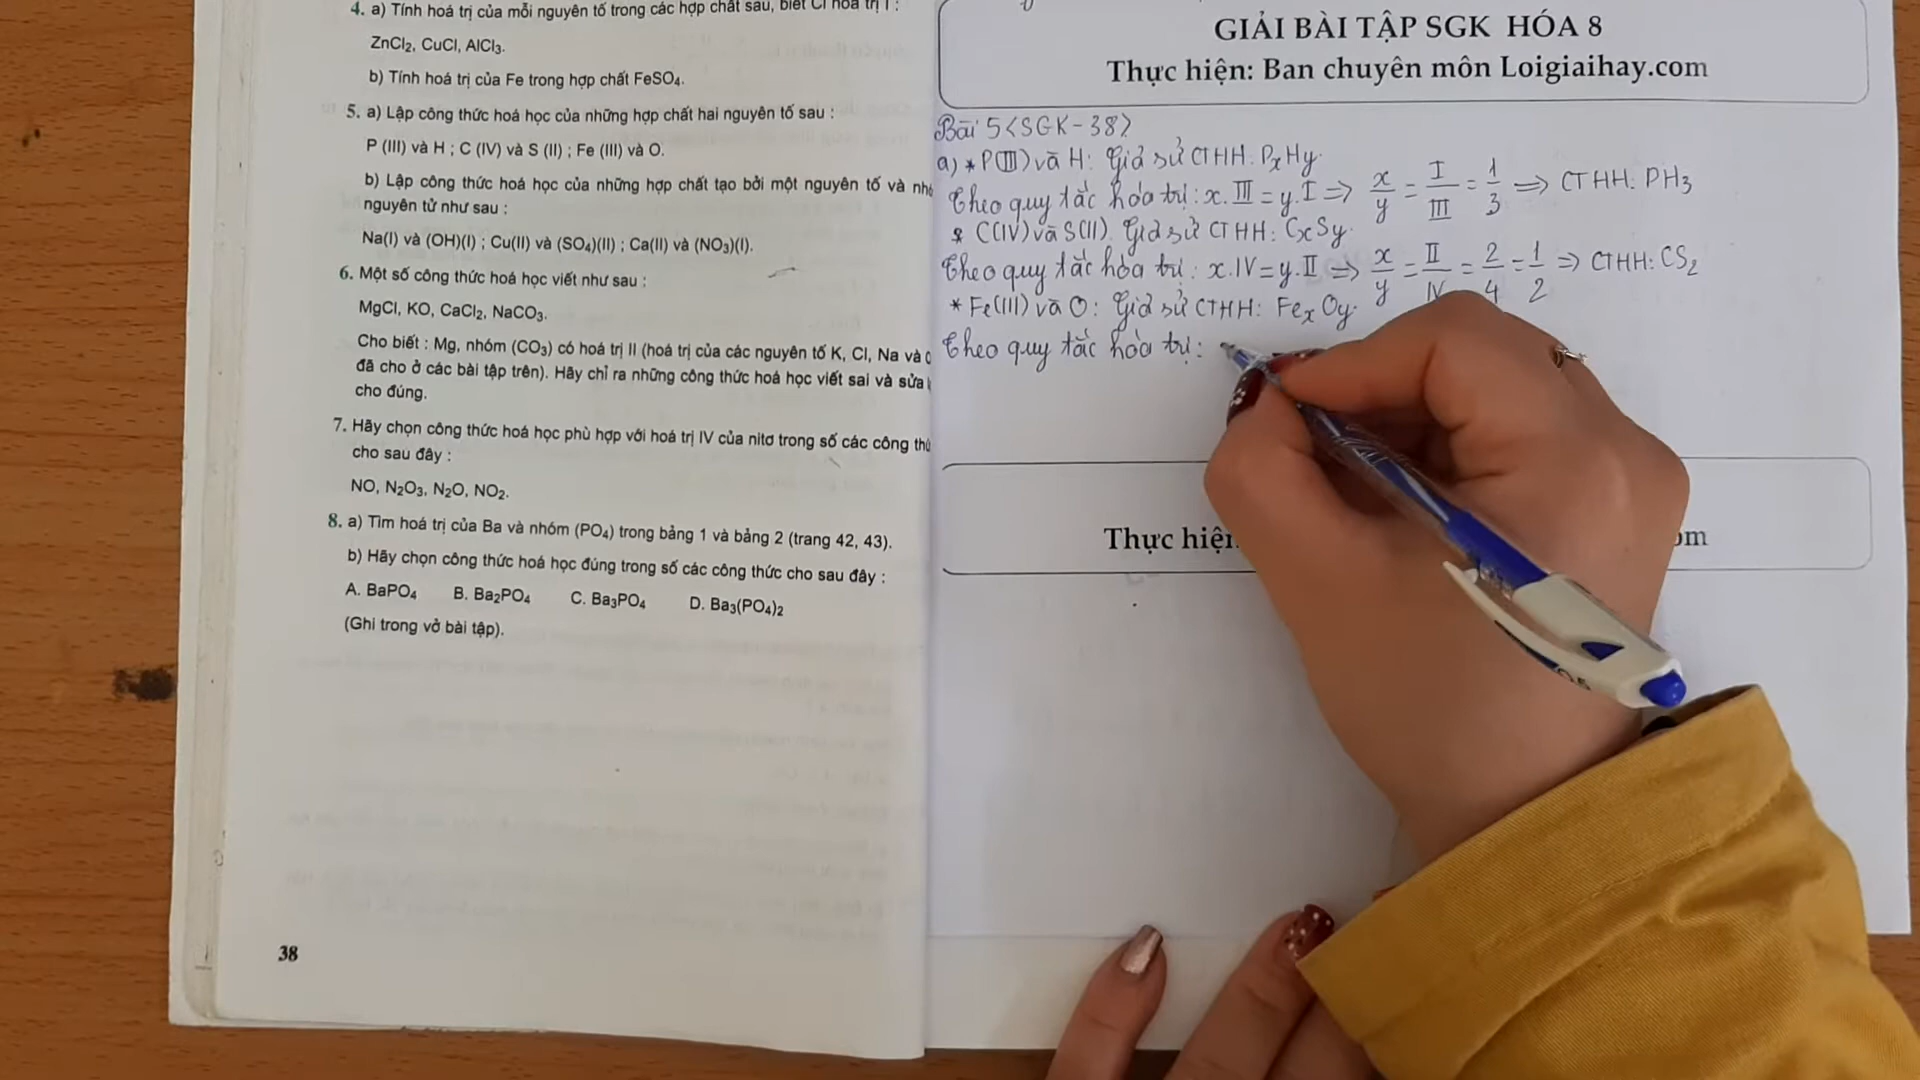 4. a) Tính hoá trị của mỗi nguyên tố trong các hợp chất sau, biết Cl hoá trị I :
ZnCl₂, CuCl, AlCl₃.
b) Tính hoá trị của Fe trong hợp chất FeSO₄.
5. a) Lập công thức hoá học của những hợp chất hai nguyên tố sau :
P (III) và H ; C (IV) và S (II) ; Fe (III) và O.
b) Lập công thức hoá học của những hợp chất tạo bởi một nguyên tố và
nguyên tử như sau :
Na(I) và (OH)(I) ; Cu(II) và (SO₄)(II) ; Ca(II) và (NO₃)(I).
6. Một số công thức hoá học viết như sau :
MgCl, KO, CaCl₂, NaCO₃.
Cho biết : Mg, nhóm (CO₃) có hoá trị II (hoá trị của các nguyên tố K, Cl, Na và
đã cho ở các bài tập trên). Hãy chỉ ra những công thức hoá học viết sai và sửa
cho đúng.
7. Hãy chọn công thức hoá học phù hợp với hoá trị IV của nitơ trong số các công
cho sau đây :
NO, N₂O₃, N₂O, NO₂.
8. a) Tìm hoá trị của Ba và nhóm (PO₄) trong bảng 1 và bảng 2 (trang 42, 43).
b) Hãy chọn công thức hoá học đúng trong số các công thức cho sau đây :
A. BaPO₄ B. Ba₂PO₄ C. Ba₃PO₄ D. Ba₃(PO₄)₂
(Ghi trong vở bài tập).
38
GIẢI BÀI TẬP SGK HÓA 8
Thực hiện: Ban chuyên môn Loigiaihay.com
Bài 5 <SGK-38>
a) * P(III) và H: Giả sử CTHH: PxHy.
Theo quy tắc hóa trị: x.III = y.I => x/y = I/III = 1/3 => CTHH: PH₃
* C(IV) và S(II). Giả sử CTHH: CxSy.
Theo quy tắc hóa trị: x.IV = y.II => x/y = II/IV = 2/4 = 1/2 => CTHH: CS₂
* Fe(III) và O: Giả sử CTHH: FexOy.
Theo quy tắc hóa trị:
Thực